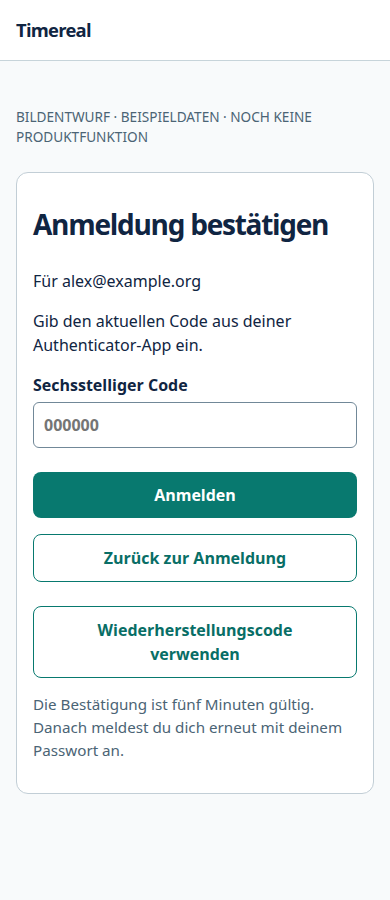 Timereal
BILDENTWURF · BEISPIELDATEN · NOCH KEINE
PRODUKTFUNKTION
Anmeldung bestätigen
Für alex@example.org
Gib den aktuellen Code aus deiner
Authenticator-App ein.
Sechsstelliger Code
000000
Anmelden
Zurück zur Anmeldung
Wiederherstellungscode
verwenden
Die Bestätigung ist fünf Minuten gültig.
Danach meldest du dich erneut mit deinem
Passwort an.